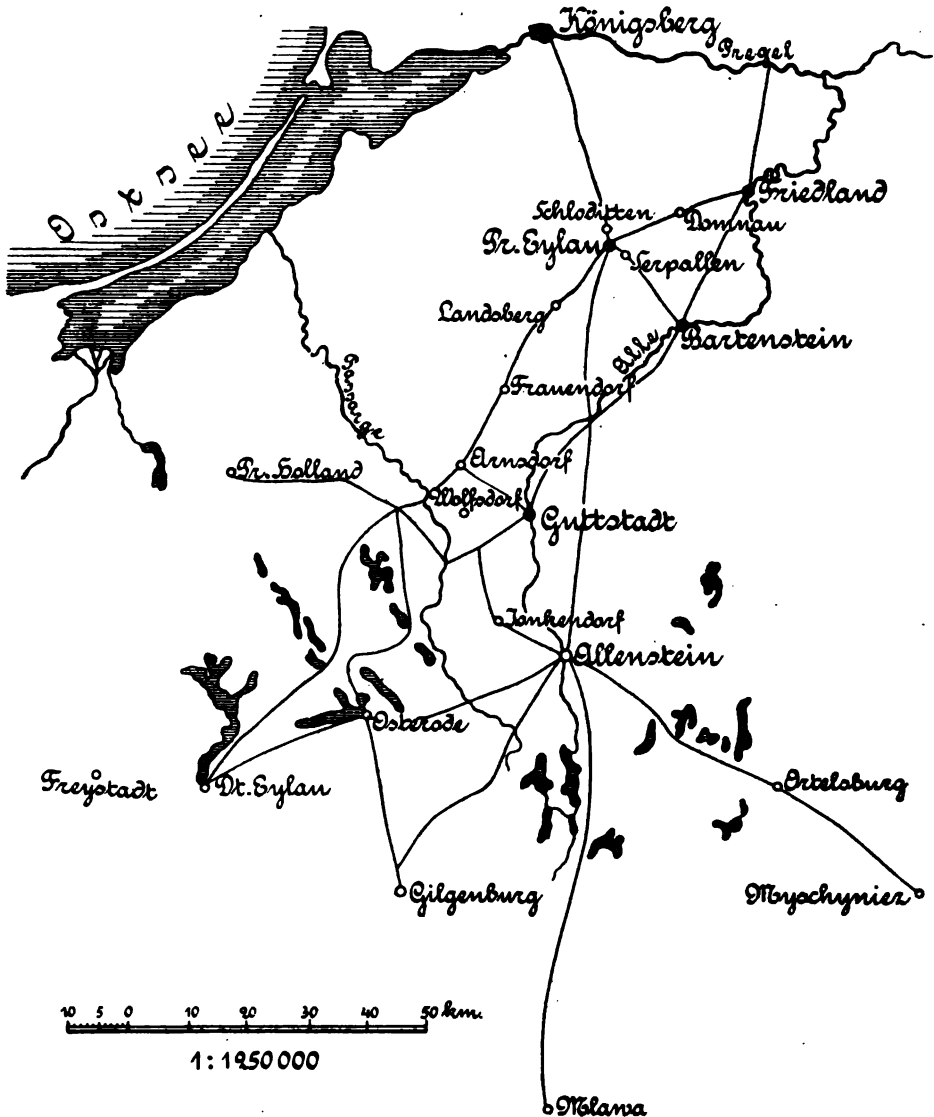 Königsberg
Pregel
Ostsee
Friedland
Schloditten
Domnau
Pr. Eylau
Serpallen
Landsberg
Bartenstein
Alle
Passarge
Frauendorf
Arnsdorf
Pr. Holland
Wolfsdorf
Guttstadt
Jonkendorf
Allenstein
Osterode
Freystadt
Dt. Eylau
Ortelsburg
Gilgenburg
Myschyniez
10 5 0 10 20 30 40 50 km.
1: 1250000
Mlawa